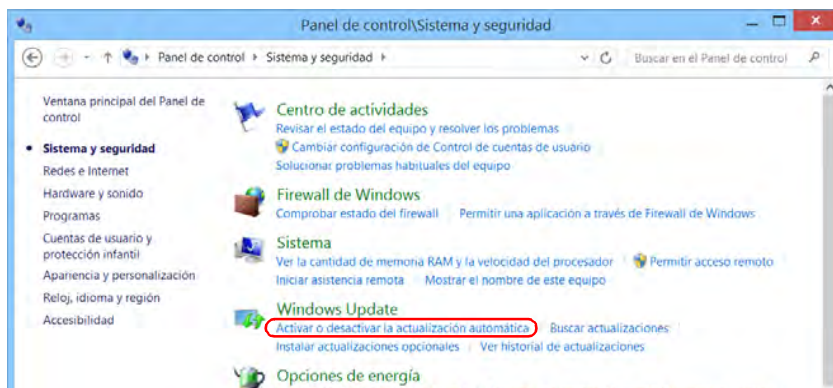 Panel de control\Sistema y seguridad
Panel de control Sistema y seguridad
Buscar en el Panel de control
Ventana principal del Panel de
control
Sistema y seguridad
Redes e Internet
Hardware y sonido
Programas
Cuentas de usuario y
protección infantil
Apariencia y personalización
Reloj, idioma y región
Accesibilidad
Centro de actividades
Revisar el estado del equipo y resolver los problemas
Cambiar configuración de Control de cuentas de usuario
Solucionar problemas habituales del equipo
Firewall de Windows
Comprobar estado del firewall Permitir una aplicación a través de Firewall de Windows
Sistema
Ver la cantidad de memoria RAM y la velocidad del procesador Permitir acceso remoto
Iniciar asistencia remota Mostrar el nombre de este equipo
Windows Update
Activar o desactivar la actualización automática Buscar actualizaciones
Instalar actualizaciones opcionales Ver historial de actualizaciones
Opciones de energía